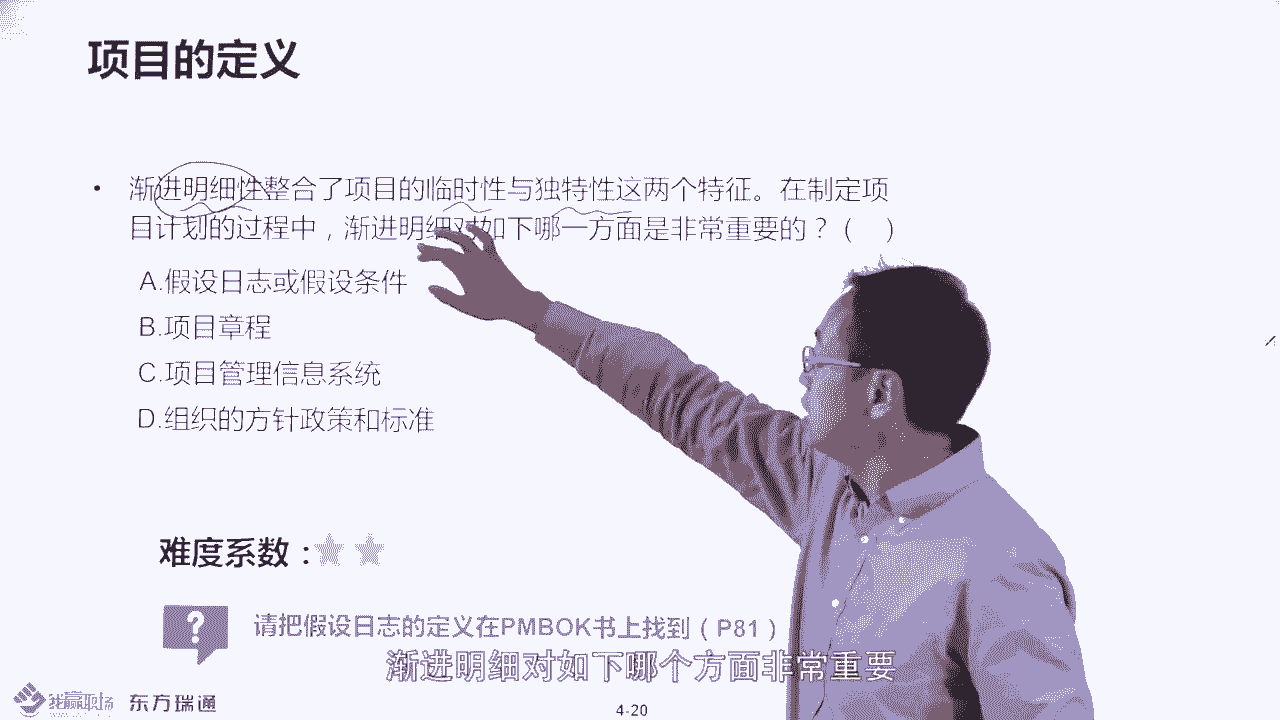 项目的定义
• 渐进明细性整合了项目的临时性与独特性这两个特征。在制定项
目计划的过程中，渐进明细对如下哪一方面是非常重要的？（ ）
A.假设日志或假设条件
B.项目章程
C.项目管理信息系统
D.组织的方针政策和标准
难度系数：
?
请把假设日志的定义在PMBOK书上找到（P81）
渐进明细对如下哪个方面非常重要
我赢职场 东方瑞通
4-20